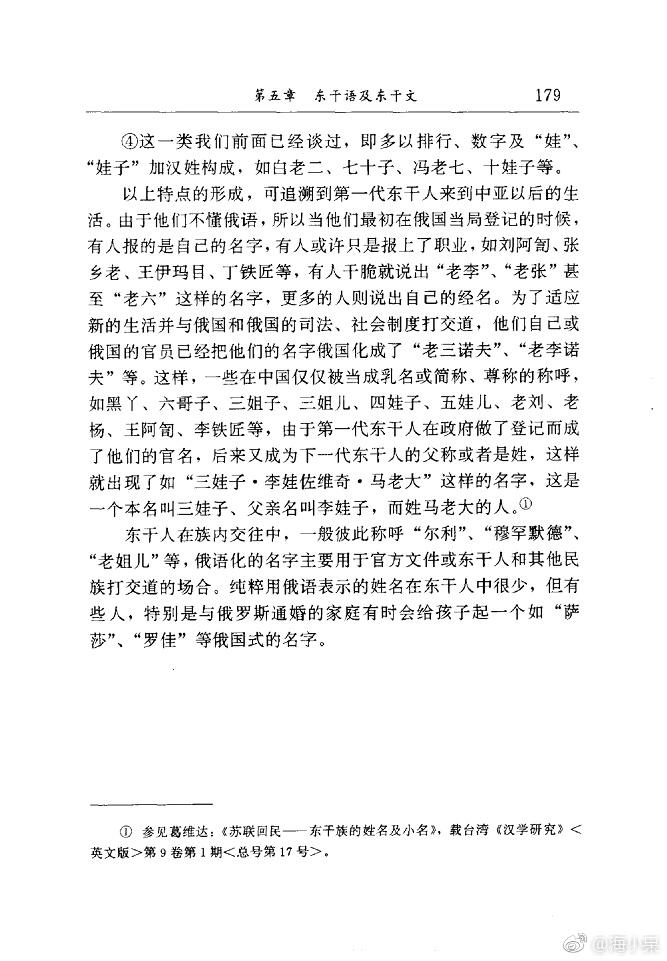 第五章　东干语及东干文　179
④这一类我们前面已经谈过，即多以排行、数字及“娃”、
“娃子”加汉姓构成，如白老二、七十子、冯老七、十娃子等。
以上特点的形成，可追溯到第一代东干人来到中亚以后的生
活。由于他们不懂俄语，所以当他们最初在俄国当局登记的时候，
有人报的是自己的名字，有人或许只是报上了职业，如刘阿訇、张
乡老、王伊玛目、丁铁匠等，有人干脆就说出“老李”、“老张”甚
至“老六”这样的名字，更多的人则说出自己的经名。为了适应
新的生活并与俄国和俄国的司法、社会制度打交道，他们自己或
俄国的官员已经把他们的名字俄国化成了“老三诺夫”、“老李诺
夫”等。这样，一些在中国仅仅被当成乳名或简称、尊称的称呼，
如黑丫、六哥子、三姐子、三姐儿、四娃子、五娃儿、老刘、老
杨、王阿訇、李铁匠等，由于第一代东干人在政府做了登记而成
了他们的官名，后来又成为下一代东干人的父称或者是姓，这样
就出现了如“三娃子·李娃佐维奇·马老大”这样的名字，这是
一个本名叫三娃子、父亲名叫李娃子，而姓马老大的人。①
东干人在族内交往中，一般彼此称呼“尔利”、“穆罕默德”、
“老姐儿”等，俄语化的名字主要用于官方文件或东干人和其他民
族打交道的场合。纯粹用俄语表示的姓名在东干人中很少，但有
些人，特别是与俄罗斯通婚的家庭有时会给孩子起一个如“萨
莎”、“罗佳”等俄国式的名字。
①　参见葛维达：《苏联回民——东干族的姓名及小名》，载台湾《汉学研究》<
英文版>第9卷第1期<总号第17号>。
@海小杲